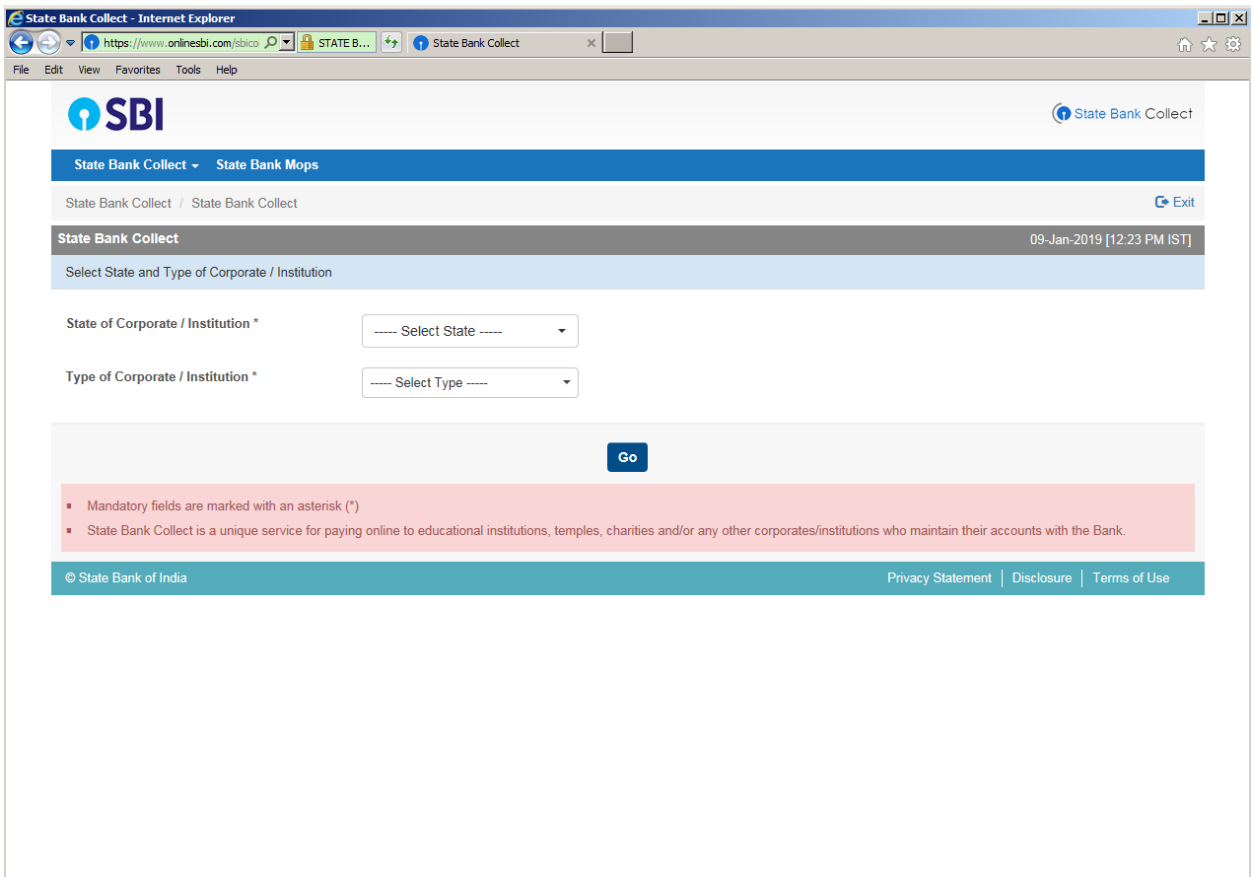 State Bank Collect - Internet Explorer
https://www.onlinesbi.com/sbico STATE B... State Bank Collect
File Edit View Favorites Tools Help
SBI
State Bank Collect
State Bank Collect State Bank Mops
State Bank Collect / State Bank Collect
Exit
State Bank Collect 09-Jan-2019 [12:23 PM IST]
Select State and Type of Corporate / Institution
State of Corporate / Institution * ----- Select State -----
Type of Corporate / Institution * ----- Select Type -----
Go
Mandatory fields are marked with an asterisk (*)
State Bank Collect is a unique service for paying online to educational institutions, temples, charities and/or any other corporates/institutions who maintain their accounts with the Bank.
© State Bank of India Privacy Statement | Disclosure | Terms of Use